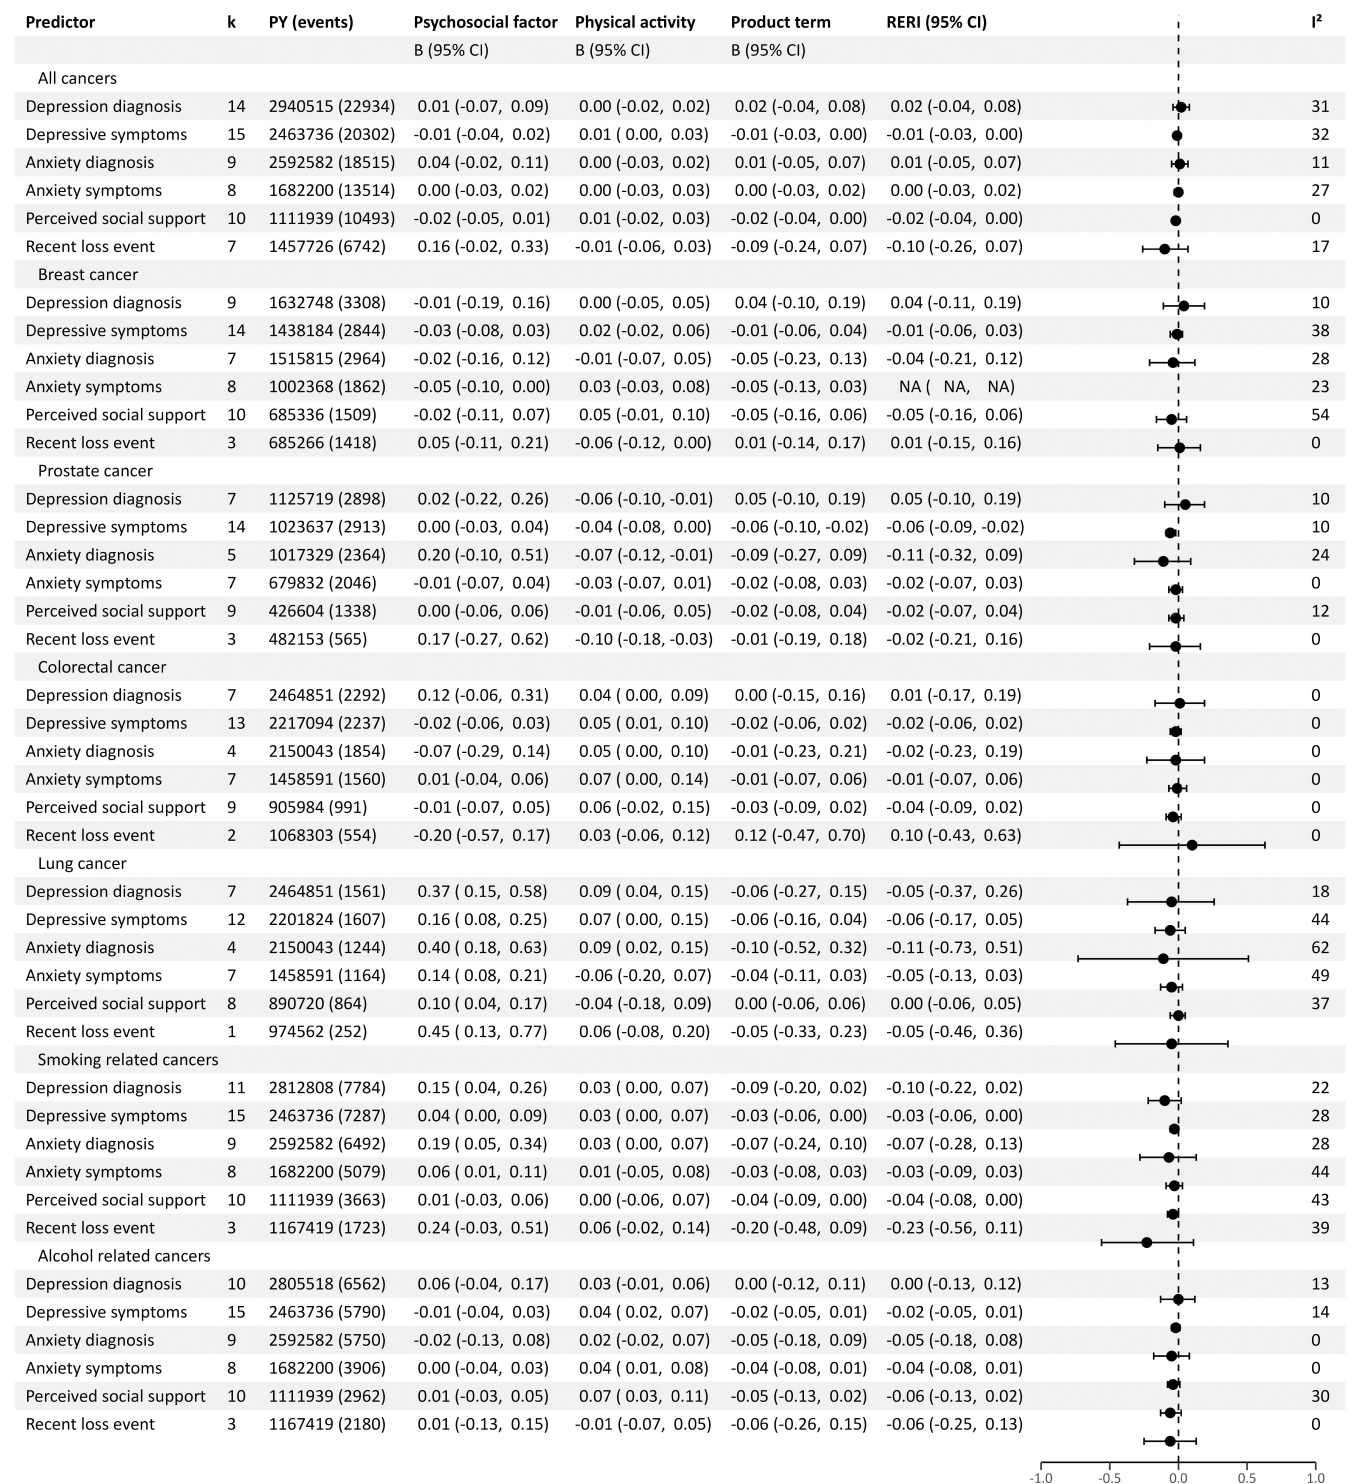 Predictor k PY (events) Psychosocial factor Physical activity Product term RERI (95% CI) I²
B (95% CI) B (95% CI) B (95% CI)
All cancers
Depression diagnosis 14 2940515 (22934) 0.01 (-0.07, 0.09) 0.00 (-0.02, 0.02) 0.02 (-0.04, 0.08) 0.02 (-0.04, 0.08) 31
Depressive symptoms 15 2463736 (20302) -0.01 (-0.04, 0.02) 0.01 ( 0.00, 0.03) -0.01 (-0.03, 0.00) -0.01 (-0.03, 0.00) 32
Anxiety diagnosis 9 2592582 (18515) 0.04 (-0.02, 0.11) 0.00 (-0.03, 0.02) 0.01 (-0.05, 0.07) 0.01 (-0.05, 0.07) 11
Anxiety symptoms 8 1682200 (13514) 0.00 (-0.03, 0.02) 0.00 (-0.03, 0.03) 0.00 (-0.03, 0.02) 0.00 (-0.03, 0.02) 27
Perceived social support 10 1111939 (10493) -0.02 (-0.05, 0.01) 0.01 (-0.02, 0.03) -0.02 (-0.04, 0.00) -0.02 (-0.04, 0.00) 0
Recent loss event 7 1457726 (6742) 0.16 (-0.02, 0.33) -0.01 (-0.06, 0.03) -0.09 (-0.24, 0.07) -0.10 (-0.26, 0.07) 17
Breast cancer
Depression diagnosis 9 1632748 (3308) -0.01 (-0.19, 0.16) 0.00 (-0.05, 0.05) 0.04 (-0.10, 0.19) 0.04 (-0.11, 0.19) 10
Depressive symptoms 14 1438184 (2844) -0.03 (-0.08, 0.03) 0.02 (-0.02, 0.06) -0.01 (-0.06, 0.04) -0.01 (-0.06, 0.03) 38
Anxiety diagnosis 7 1515815 (2964) -0.02 (-0.16, 0.12) -0.01 (-0.07, 0.05) -0.05 (-0.23, 0.13) -0.04 (-0.21, 0.12) 28
Anxiety symptoms 8 1002368 (1862) -0.05 (-0.10, 0.00) 0.03 (-0.03, 0.08) -0.05 (-0.13, 0.03) NA ( NA, NA) 23
Perceived social support 10 685336 (1509) -0.02 (-0.11, 0.07) 0.05 (-0.01, 0.10) -0.05 (-0.16, 0.06) -0.05 (-0.16, 0.06) 54
Recent loss event 3 685266 (1418) 0.05 (-0.11, 0.21) -0.06 (-0.12, 0.00) 0.01 (-0.14, 0.17) 0.01 (-0.15, 0.16) 0
Prostate cancer
Depression diagnosis 7 1125719 (2898) 0.02 (-0.22, 0.26) -0.06 (-0.10, -0.01) 0.05 (-0.10, 0.19) 0.05 (-0.10, 0.19) 10
Depressive symptoms 14 1023637 (2913) 0.00 (-0.03, 0.04) -0.04 (-0.08, 0.00) -0.06 (-0.10, -0.02) -0.06 (-0.09, -0.02) 10
Anxiety diagnosis 5 1017329 (2364) 0.20 (-0.10, 0.51) -0.07 (-0.12, -0.01) -0.09 (-0.27, 0.09) -0.11 (-0.32, 0.09) 24
Anxiety symptoms 7 679832 (2046) -0.01 (-0.07, 0.04) -0.03 (-0.07, 0.01) -0.02 (-0.08, 0.03) -0.02 (-0.07, 0.03) 0
Perceived social support 9 426604 (1338) 0.00 (-0.06, 0.06) -0.01 (-0.06, 0.05) -0.02 (-0.08, 0.04) -0.02 (-0.07, 0.04) 12
Recent loss event 3 482153 (565) 0.17 (-0.27, 0.62) -0.10 (-0.18, -0.03) -0.01 (-0.19, 0.18) -0.02 (-0.21, 0.16) 0
Colorectal cancer
Depression diagnosis 7 2464851 (2292) 0.12 (-0.06, 0.31) 0.04 ( 0.00, 0.09) 0.00 (-0.15, 0.16) 0.01 (-0.17, 0.19) 0
Depressive symptoms 13 2217094 (2237) -0.02 (-0.06, 0.03) 0.05 (0.01, 0.10) -0.02 (-0.06, 0.02) -0.02 (-0.06, 0.02) 0
Anxiety diagnosis 4 2150043 (1854) -0.07 (-0.29, 0.14) 0.05 (0.00, 0.10) -0.01 (-0.23, 0.21) -0.02 (-0.23, 0.19) 0
Anxiety symptoms 7 1458591 (1560) 0.01 (-0.04, 0.06) 0.07 (0.00, 0.14) -0.01 (-0.07, 0.06) -0.01 (-0.07, 0.06) 0
Perceived social support 9 905984 (991) -0.01 (-0.07, 0.05) 0.06 (-0.02, 0.15) -0.03 (-0.09, 0.02) -0.04 (-0.09, 0.02) 0
Recent loss event 2 1068303 (554) -0.20 (-0.57, 0.17) 0.03 (-0.06, 0.12) 0.12 (-0.47, 0.70) 0.10 (-0.43, 0.63) 0
Lung cancer
Depression diagnosis 7 2464851 (1561) 0.37 ( 0.15, 0.58) 0.09 (0.04, 0.15) -0.06 (-0.27, 0.15) -0.05 (-0.37, 0.26) 18
Depressive symptoms 12 2201824 (1607) 0.16 (0.08, 0.25) 0.07 (0.00, 0.15) -0.06 (-0.16, 0.04) -0.06 (-0.17, 0.05) 44
Anxiety diagnosis 4 2150043 (1244) 0.40 (0.18, 0.63) 0.09 (0.02, 0.15) -0.10 (-0.52, 0.32) -0.11 (-0.73, 0.51) 62
Anxiety symptoms 7 1458591 (1164) 0.14 (0.08, 0.21) -0.06 (-0.20, 0.07) -0.04 (-0.11, 0.03) -0.05 (-0.13, 0.03) 49
Perceived social support 8 890720 (864) 0.10 (0.04, 0.17) -0.04 (-0.18, 0.09) 0.00 (-0.06, 0.06) 0.00 (-0.06, 0.05) 37
Recent loss event 1 974562 (252) 0.45 (0.13, 0.77) 0.06 (-0.08, 0.20) -0.05 (-0.33, 0.23) -0.05 (-0.46, 0.36)
Smoking related cancers
Depression diagnosis 11 2812808 (7784) 0.15 ( 0.04, 0.26) 0.03 ( 0.00, 0.07) -0.09 (-0.20, 0.02) -0.10 (-0.22, 0.02) 22
Depressive symptoms 15 2463736 (7287) 0.04 (0.00, 0.09) 0.03 (0.00, 0.07) -0.03 (-0.06, 0.00) -0.03 (-0.06, 0.00) 28
Anxiety diagnosis 9 2592582 (6492) 0.19 (0.05, 0.34) 0.03 (0.00, 0.07) -0.07 (-0.24, 0.10) -0.07 (-0.28, 0.13) 28
Anxiety symptoms 8 1682200 (5079) 0.06 (0.01, 0.11) 0.01 (-0.05, 0.08) -0.03 (-0.08, 0.03) -0.03 (-0.09, 0.03) 44
Perceived social support 10 1111939 (3663) 0.01 (-0.03, 0.06) 0.00 (-0.06, 0.07) -0.04 (-0.09, 0.00) -0.04 (-0.08, 0.00) 43
Recent loss event 3 1167419 (1723) 0.24 (-0.03, 0.51) 0.06 (-0.02, 0.14) -0.20 (-0.48, 0.09) -0.23 (-0.56, 0.11) 39
Alcohol related cancers
Depression diagnosis 10 2805518 (6562) 0.06 (-0.04, 0.17) 0.03 (-0.01, 0.06) 0.00 (-0.12, 0.11) 0.00 (-0.13, 0.12) 13
Depressive symptoms 15 2463736 (5790) -0.01 (-0.04, 0.03) 0.04 ( 0.02, 0.07) -0.02 (-0.05, 0.01) -0.02 (-0.05, 0.01) 14
Anxiety diagnosis 9 2592582 (5750) -0.02 (-0.13, 0.08) 0.02 (-0.02, 0.07) -0.05 (-0.18, 0.09) -0.05 (-0.18, 0.08) 0
Anxiety symptoms 8 1682200 (3906) 0.00 (-0.04, 0.03) 0.04 (0.01, 0.08) -0.04 (-0.08, 0.01) -0.04 (-0.08, 0.01) 0
Perceived social support 10 1111939 (2962) 0.01 (-0.03, 0.05) 0.07 (0.03, 0.11) -0.05 (-0.13, 0.02) -0.06 (-0.13, 0.02) 30
Recent loss event 3 1167419 (2180) 0.01 (-0.13, 0.15) -0.01 (-0.07, 0.05) -0.06 (-0.26, 0.15) -0.06 (-0.25, 0.13) 0
-1.0 -0.5 0.0 0.5 1.0